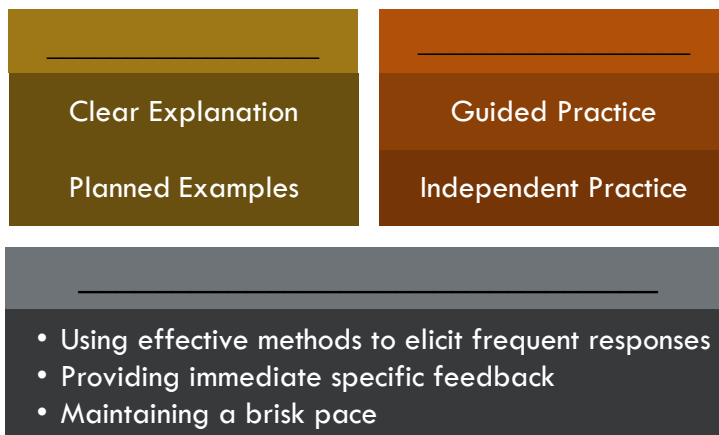 Clear Explanation
Planned Examples
Guided Practice
Independent Practice
• Using effective methods to elicit frequent responses
• Providing immediate specific feedback
• Maintaining a brisk pace